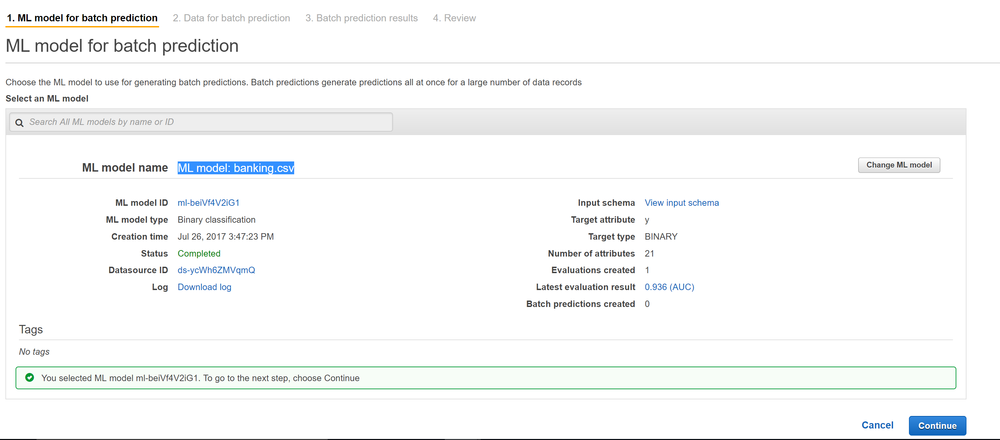 1. ML model for batch prediction 2. Data for batch prediction 3. Batch prediction results 4. Review
ML model for batch prediction
Choose the ML model to use for generating batch predictions. Batch predictions generate predictions all at once for a large number of data records
Select an ML model
Search All ML models by name or ID
ML model name ML model: banking.csv Change ML model
ML model ID ml-beiVf4V2iG1
ML model type Binary classification
Creation time Jul 26, 2017 3:47:23 PM
Status Completed
Datasource ID ds-ycWh6ZMVqmQ
Log Download log
Input schema View input schema
Target attribute y
Target type BINARY
Number of attributes 21
Evaluations created 1
Latest evaluation result 0.936 (AUC)
Batch predictions created 0
Tags
No tags
You selected ML model ml-beiVf4V2iG1. To go to the next step, choose Continue
Cancel Continue